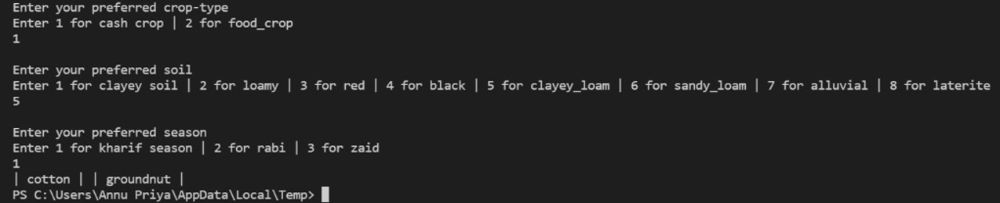 Enter your preferred crop-type
Enter 1 for cash crop | 2 for food_crop
1
Enter your preferred soil
Enter 1 for clayey soil | 2 for loamy | 3 for red | 4 for black | 5 for clayey_loam | 6 for sandy_loam | 7 for alluvial | 8 for laterite
5
Enter your preferred season
Enter 1 for kharif season | 2 for rabi | 3 for zaid
1
| cotton | | groundnut |
PS C:\Users\Annu Priya\AppData\Local\Temp>